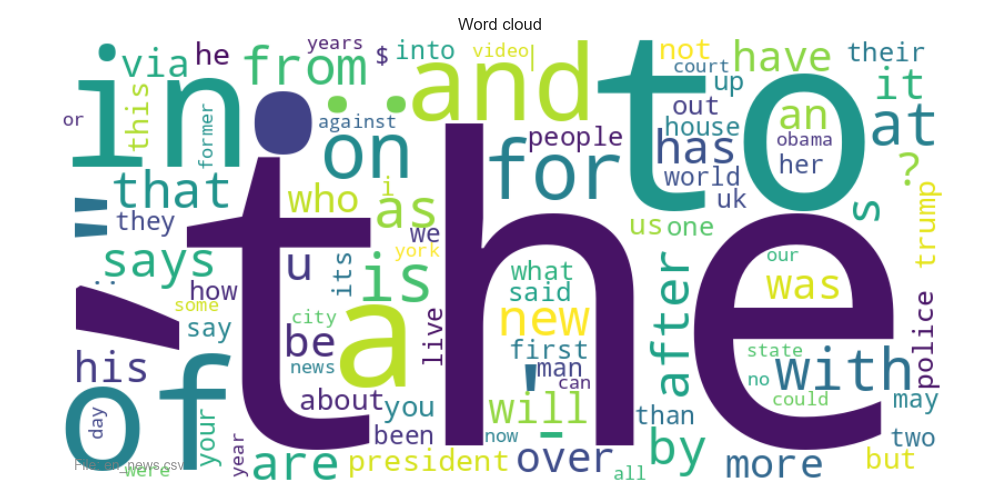 Word cloud
in
via
he
from
years
$
into
video
|
and
to
not
court
up
have
their
it
or
this
former
.
..
against
on
for
people
out
house
has
world
uk
an
obama
her
at
?
"
that
they
who
i
as
we
york
the
us
one
s
trump
says
..
how
some
say
u
its
is
what
said
new
first
man
can
after
our
was
police
,
his
city
be
news
a
live
'
state
no
could
with
may
of
day
your
about
you
been
will
-
now
than
by
two
year
are
president
over
all
more
but
were
File: en_news.csv